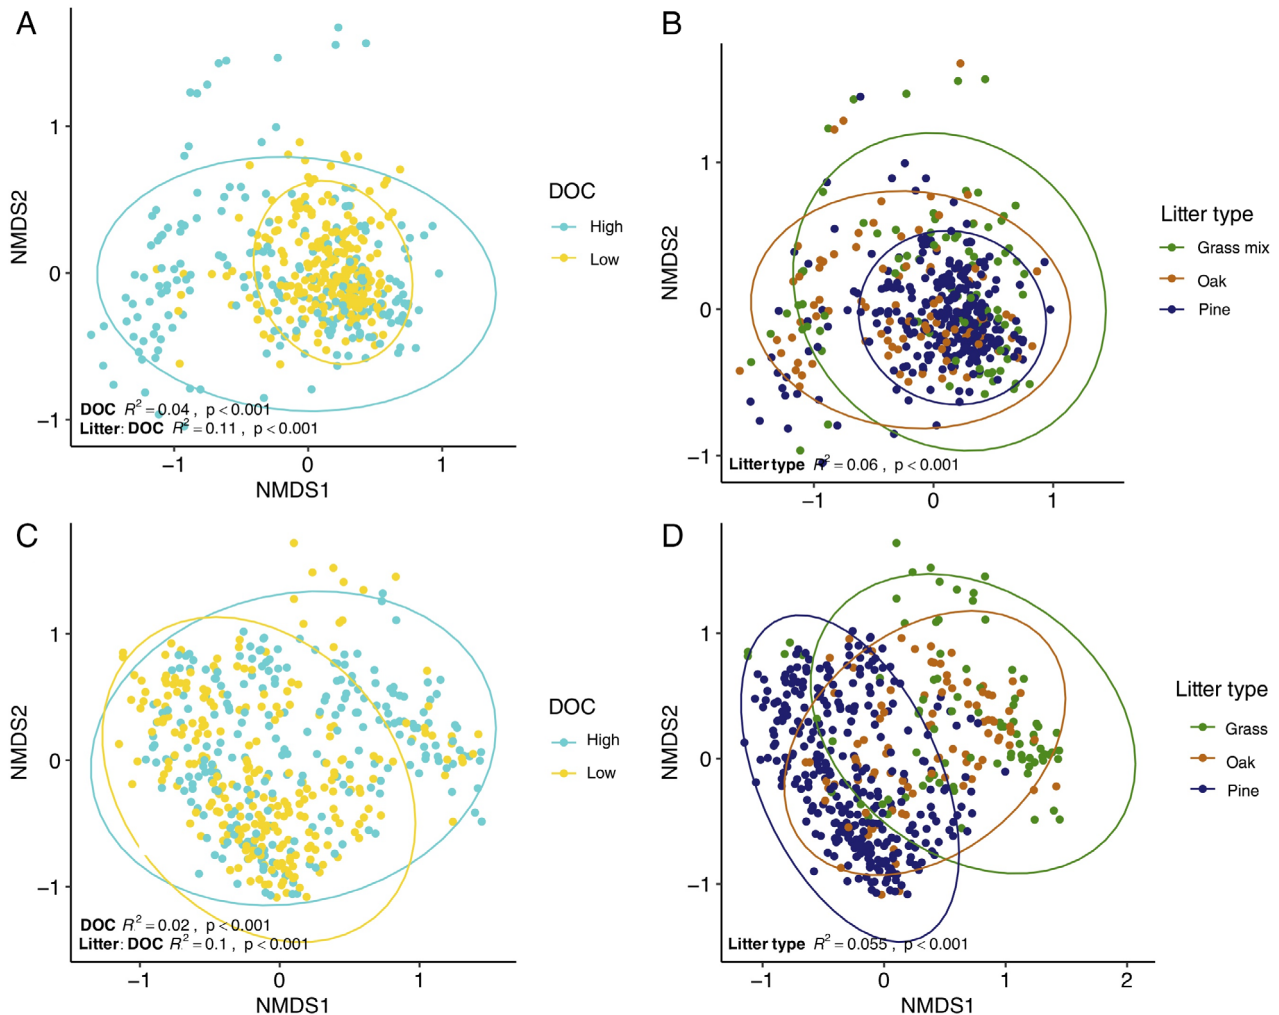 A
NMDS2
1
0
−1
DOC
High
Low
DOC R² = 0.04 , p < 0.001
Litter: DOC R² = 0.11 , p < 0.001
−1 0 1
NMDS1
B
NMDS2
1
0
−1
Litter type
Grass mix
Oak
Pine
Litter type R² = 0.06 , p < 0.001
−1 0 1
C
NMDS2
1
0
−1
DOC
High
Low
DOC R² = 0.02 , p < 0.001
Litter: DOC R² = 0.1 , p < 0.001
−1 0 1
NMDS1
D
NMDS2
1
0
−1
Litter type
Grass
Oak
Pine
Litter type R² = 0.055 , p < 0.001
−1 0 1 2
NMDS1